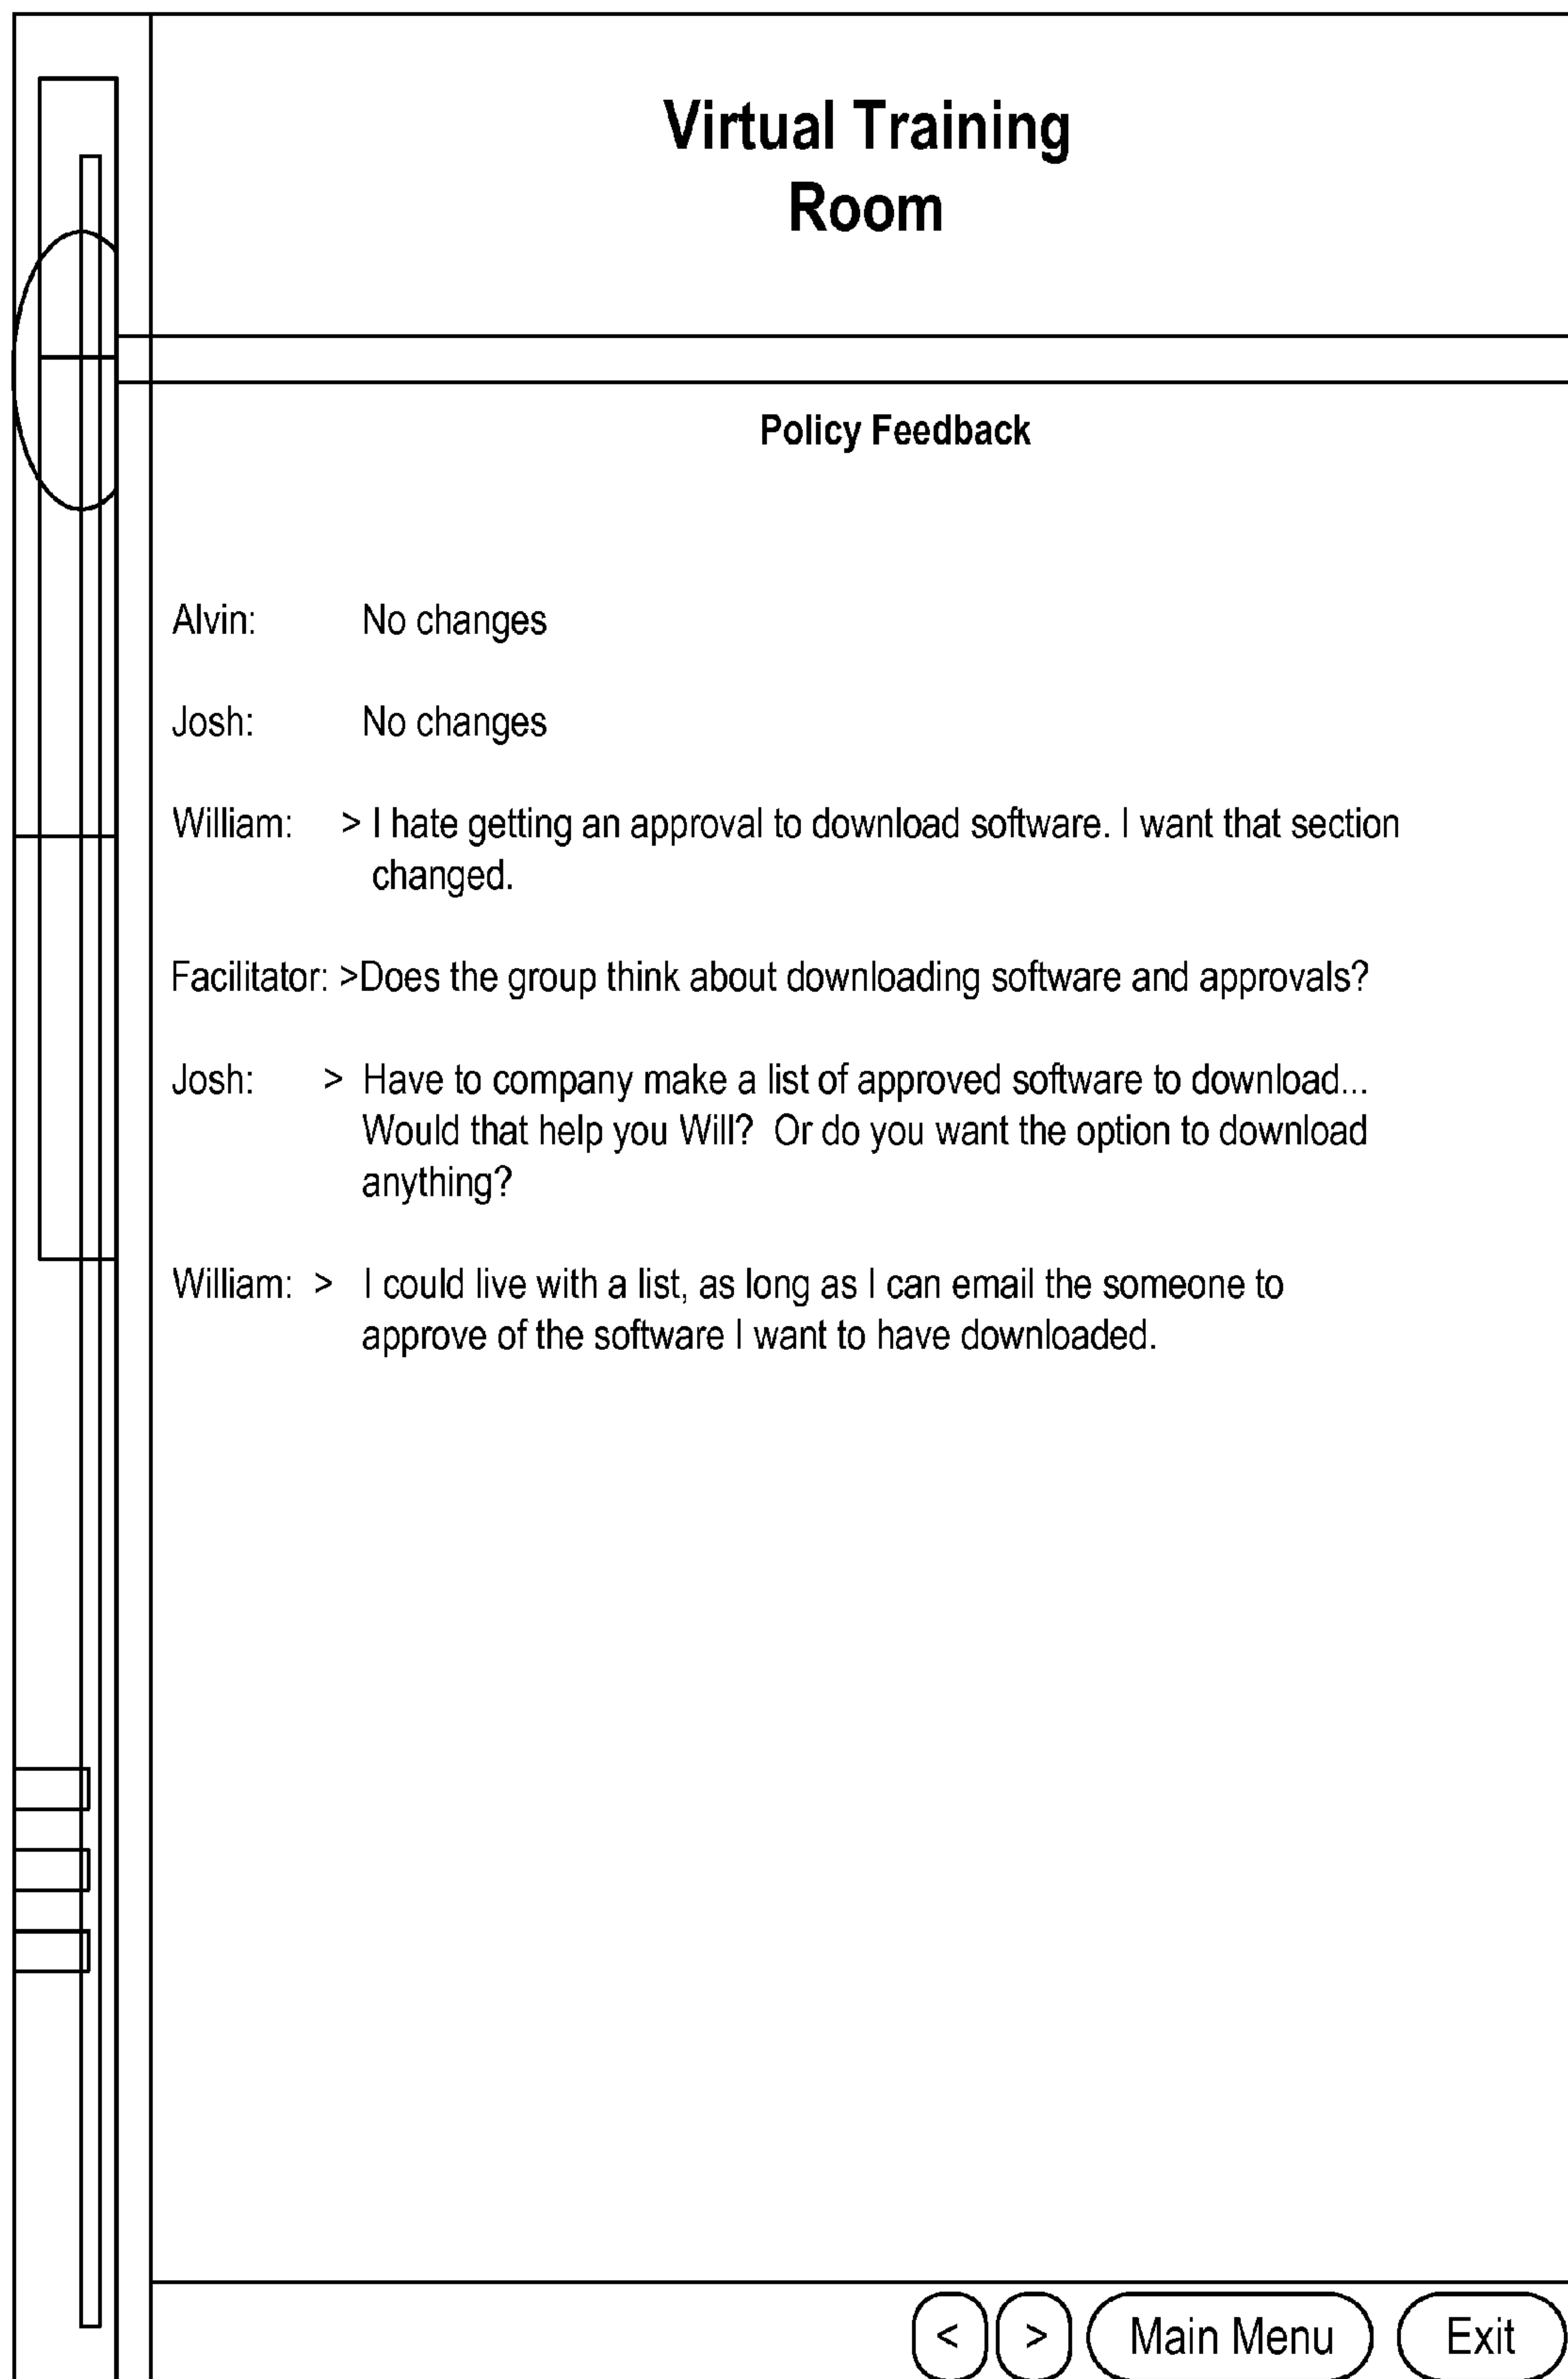 Virtual Training
Room
Policy Feedback
Alvin: No changes
Josh: No changes
William: > I hate getting an approval to download software. I want that section
changed.
Facilitator: >Does the group think about downloading software and approvals?
Josh: > Have to company make a list of approved software to download...
Would that help you Will? Or do you want the option to download
anything?
William: > I could live with a list, as long as I can email the someone to
approve of the software I want to have downloaded.
< > Main Menu Exit